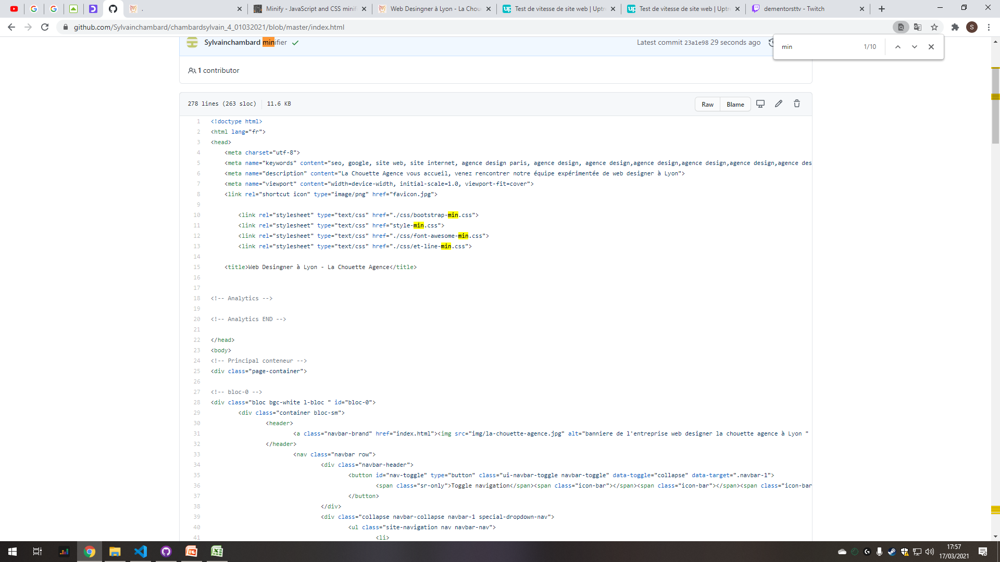 .
Minify - JavaScript and CSS minif
Web Desingner à Lyon - La Chou
Test de vitesse de site web | Uptr
Test de vitesse de site web | Uptr
dementorsttv - Twitch
github.com/Sylvainchambard/chambardsylvain_4_01032021/blob/master/index.html
S
min
1/10
Sylvainchambard minifier
Latest commit 23a1e98 29 seconds ago
1 contributor
278 lines (263 sloc)
11.6 KB
Raw
Blame
1 <!doctype html>
2 <html lang="fr">
3 <head>
4 <meta charset="utf-8">
5 <meta name="keywords" content="seo, google, site web, site internet, agence design paris, agence design, agence design,agence design,agence design,agence design,agence des
6 <meta name="description" content="La Chouette Agence vous accueil, venez rencontrer notre équipe expérimentée de web designer à Lyon">
7 <meta name="viewport" content="width=device-width, initial-scale=1.0, viewport-fit=cover">
8 <link rel="shortcut icon" type="image/png" href="favicon.jpg">
9
10 <link rel="stylesheet" type="text/css" href="./css/bootstrap-min.css">
11 <link rel="stylesheet" type="text/css" href="style-min.css">
12 <link rel="stylesheet" type="text/css" href="./css/font-awesome-min.css">
13 <link rel="stylesheet" type="text/css" href="./css/et-line-min.css">
14
15 <title>Web Desingner à Lyon - La Chouette Agence</title>
16
17
18 <!-- Analytics -->
19
20 <!-- Analytics END -->
21
22 </head>
23 <body>
24 <!-- Principal conteneur -->
25 <div class="page-container">
26
27 <!-- bloc-0 -->
28 <div class="bloc bgc-white l-bloc " id="bloc-0">
29 <div class="container bloc-sm">
30 <header>
31 <a class="navbar-brand" href="index.html"><img src="img/la-chouette-agence.jpg" alt="banniere de l'entreprise web designer la chouette agence à Lyon "
32 </header>
33 <nav class="navbar row">
34 <div class="navbar-header">
35 <button id="nav-toggle" type="button" class="ui-navbar-toggle navbar-toggle" data-toggle="collapse" data-target=".navbar-1">
36 <span class="sr-only">Toggle navigation</span><span class="icon-bar"></span><span class="icon-bar"></span><span class="icon-bar
37 </button>
38 </div>
39 <div class="collapse navbar-collapse navbar-1 special-dropdown-nav">
40 <ul class="site-navigation nav navbar-nav">
41 <li>
17:57
17/03/2021